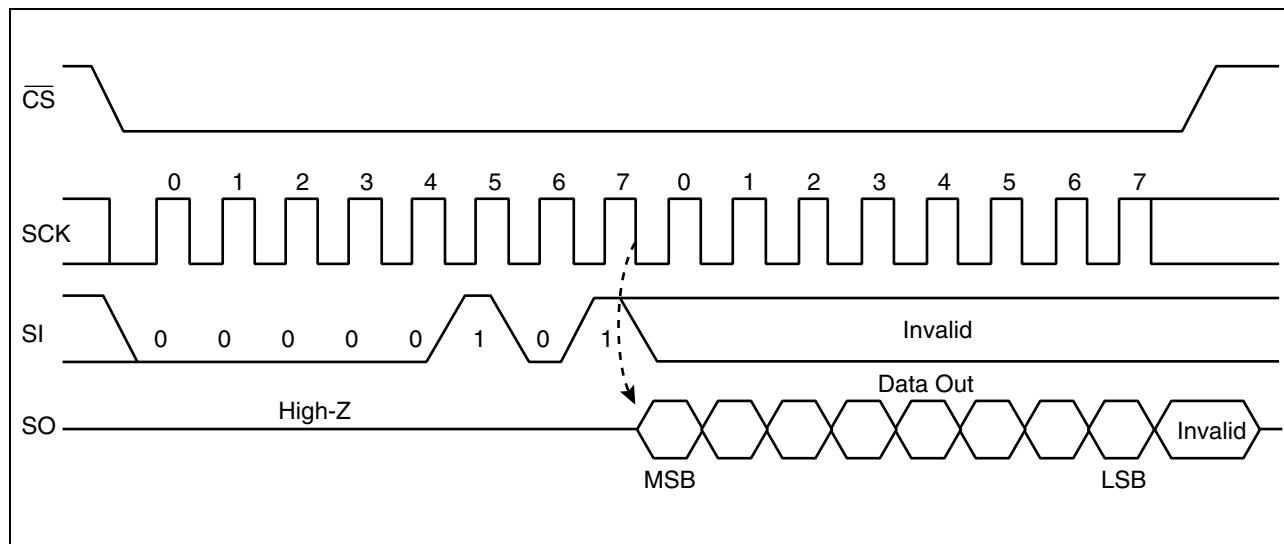 C̅S̅
0 1 2 3 4 5 6 7 0 1 2 3 4 5 6 7
SCK
SI 0 0 0 0 0 1 0 1 Invalid
Data Out
High-Z
SO Invalid
MSB LSB